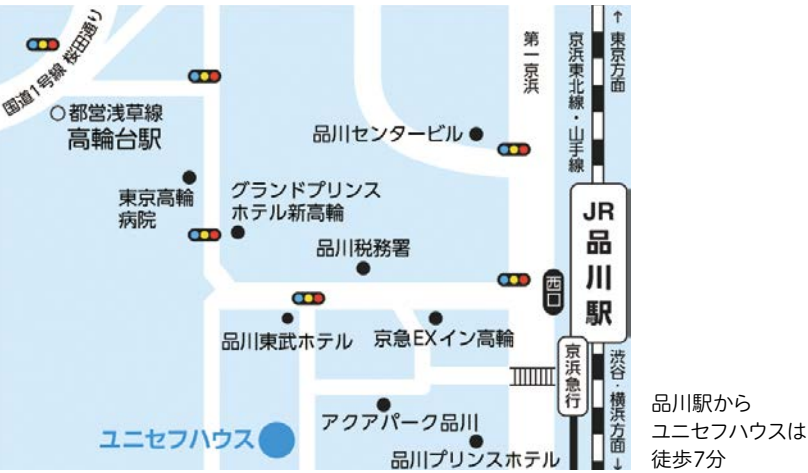 国道1号線 桜田通り
都営浅草線
高輪台駅
東京高輪
病院
グランドプリンス
ホテル新高輪
品川センタービル
品川税務署
品川東武ホテル
京急EXイン高輪
アクアパーク品川
品川プリンスホテル
ユニセフハウス
第一京浜
京浜東北線・山手線
↑東京方面
JR
品川駅
西口
京浜急行
渋谷・横浜方面↓
品川駅から
ユニセフハウスは
徒歩7分